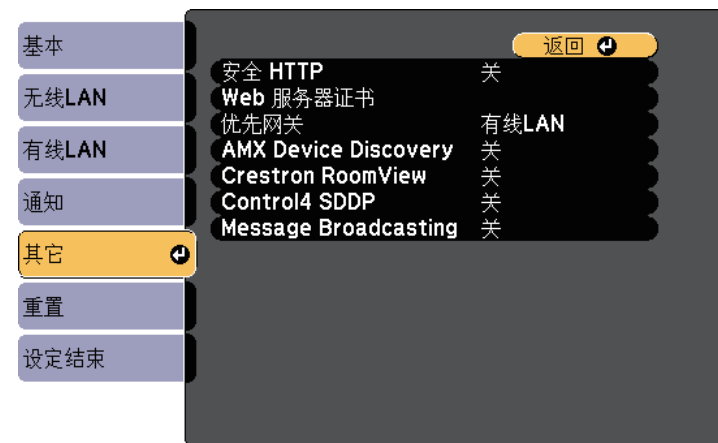 基本
无线LAN
有线LAN
通知
其它
重置
设定结束
返回
安全 HTTP 关
Web 服务器证书
优先网关 有线LAN
AMX Device Discovery 关
Crestron RoomView 关
Control4 SDDP 关
Message Broadcasting 关